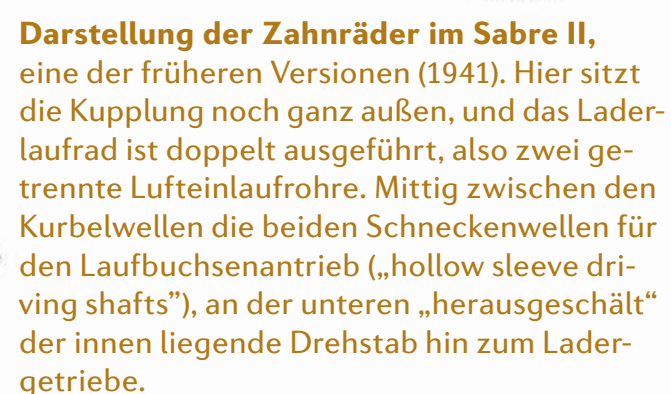 Darstellung der Zahnräder im Sabre II,
eine der früheren Versionen (1941). Hier sitzt
die Kupplung noch ganz außen, und das Lader-
laufrad ist doppelt ausgeführt, also zwei ge-
trennte Lufteinlaufrohre. Mittig zwischen den
Kurbelwellen die beiden Schneckenwellen für
den Laufbuchsenantrieb („hollow sleeve dri-
ving shafts”), an der unteren „herausgeschält“
der innen liegende Drehstab hin zum Lader-
getriebe.